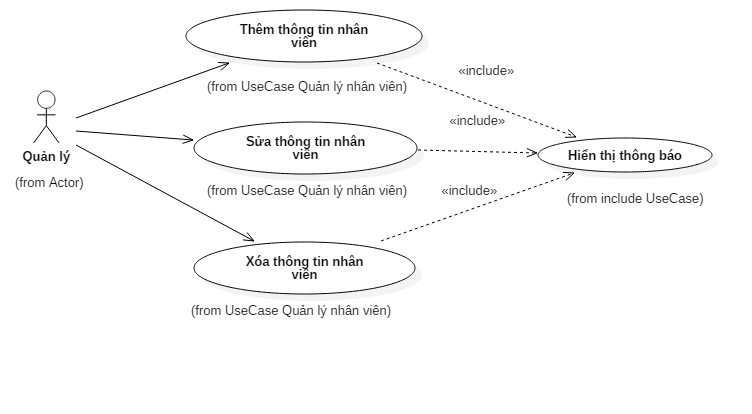 Thêm thông tin nhân
viên
(from UseCase Quản lý nhân viên)
«include»
«include»
Quản lý
(from Actor)
Sửa thông tin nhân
viên
(from UseCase Quản lý nhân viên)
Hiển thị thông báo
(from include UseCase)
«include»
Xóa thông tin nhân
viên
(from UseCase Quản lý nhân viên)